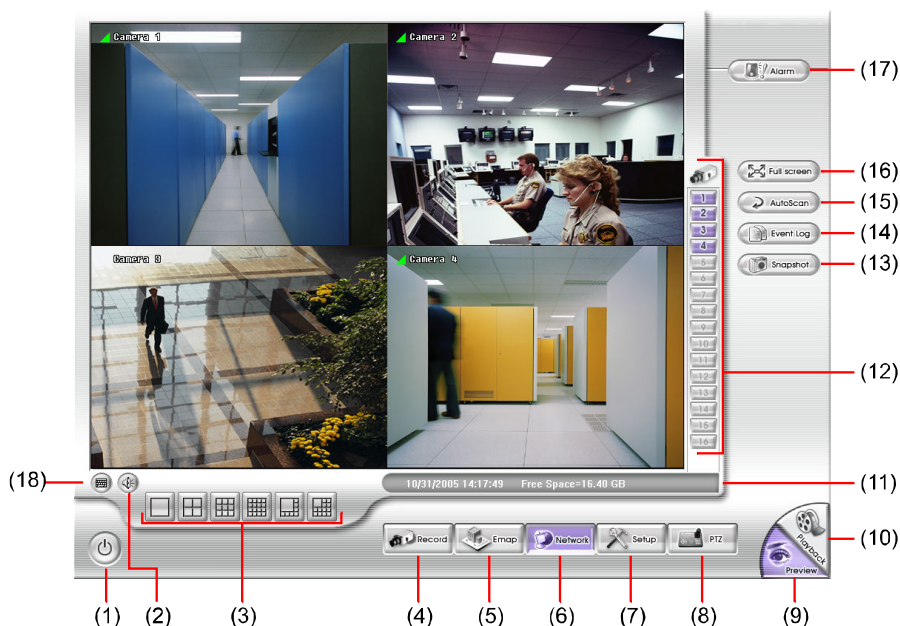 Camera 1
Camera 2
Alarm
(17)
Full screen
(16)
1
AutoScan
(15)
2
3
Event Log
(14)
4
Camera 3
Camera 4
5
Snapshot
(13)
6
7
8
9
10
11
12
(12)
13
14
15
16
(18)
10/31/2005 14:17:49 Free Space=16.40 GB
(11)
Record
Emap
Network
Setup
PTZ
Playback
(10)
Preview
(1)
(2)
(3)
(4)
(5)
(6)
(7)
(8)
(9)